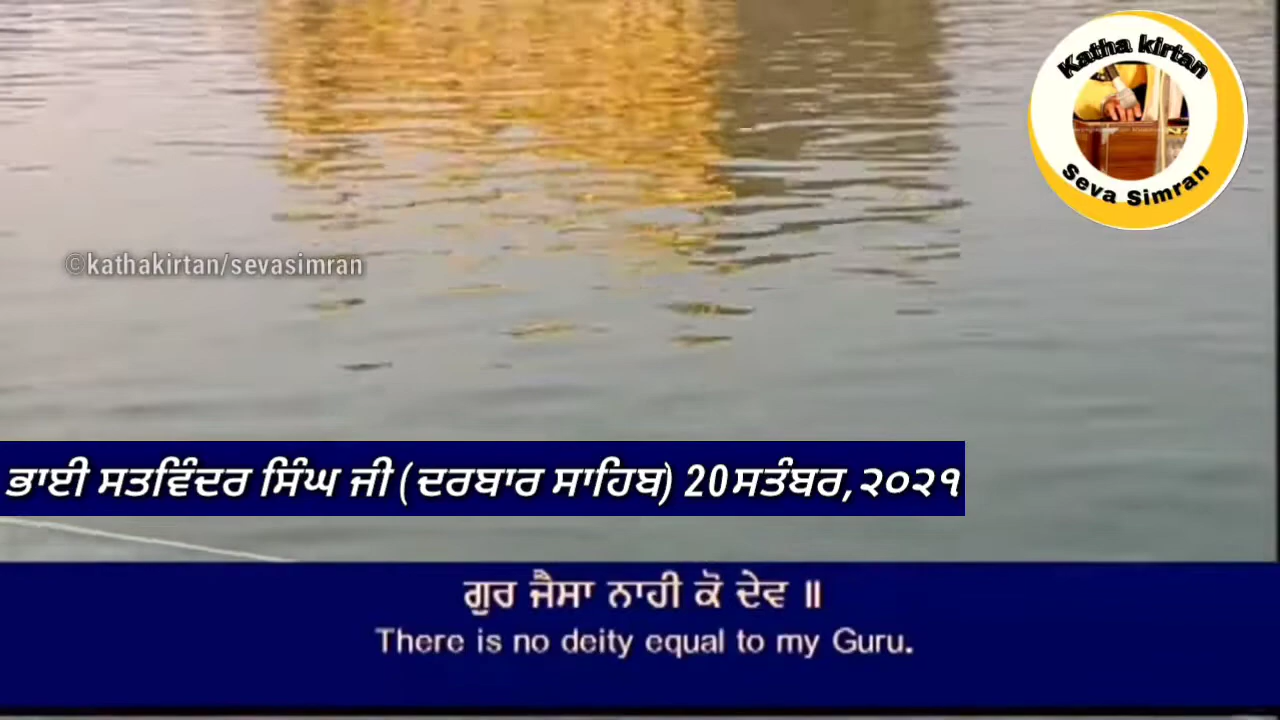 Katha kirtan
Seva Simran
©kathakirtan/sevasimran
ਭਾਈ ਸਤਵਿੰਦਰ ਸਿੰਘ ਜੀ (ਦਰਬਾਰ ਸਾਹਿਬ) 20ਸਤੰਬਰ,੨੦੨੧
ਗੁਰ ਜੈਸਾ ਨਾਹੀ ਕੋ ਦੇਵ ॥
There is no deity equal to my Guru.